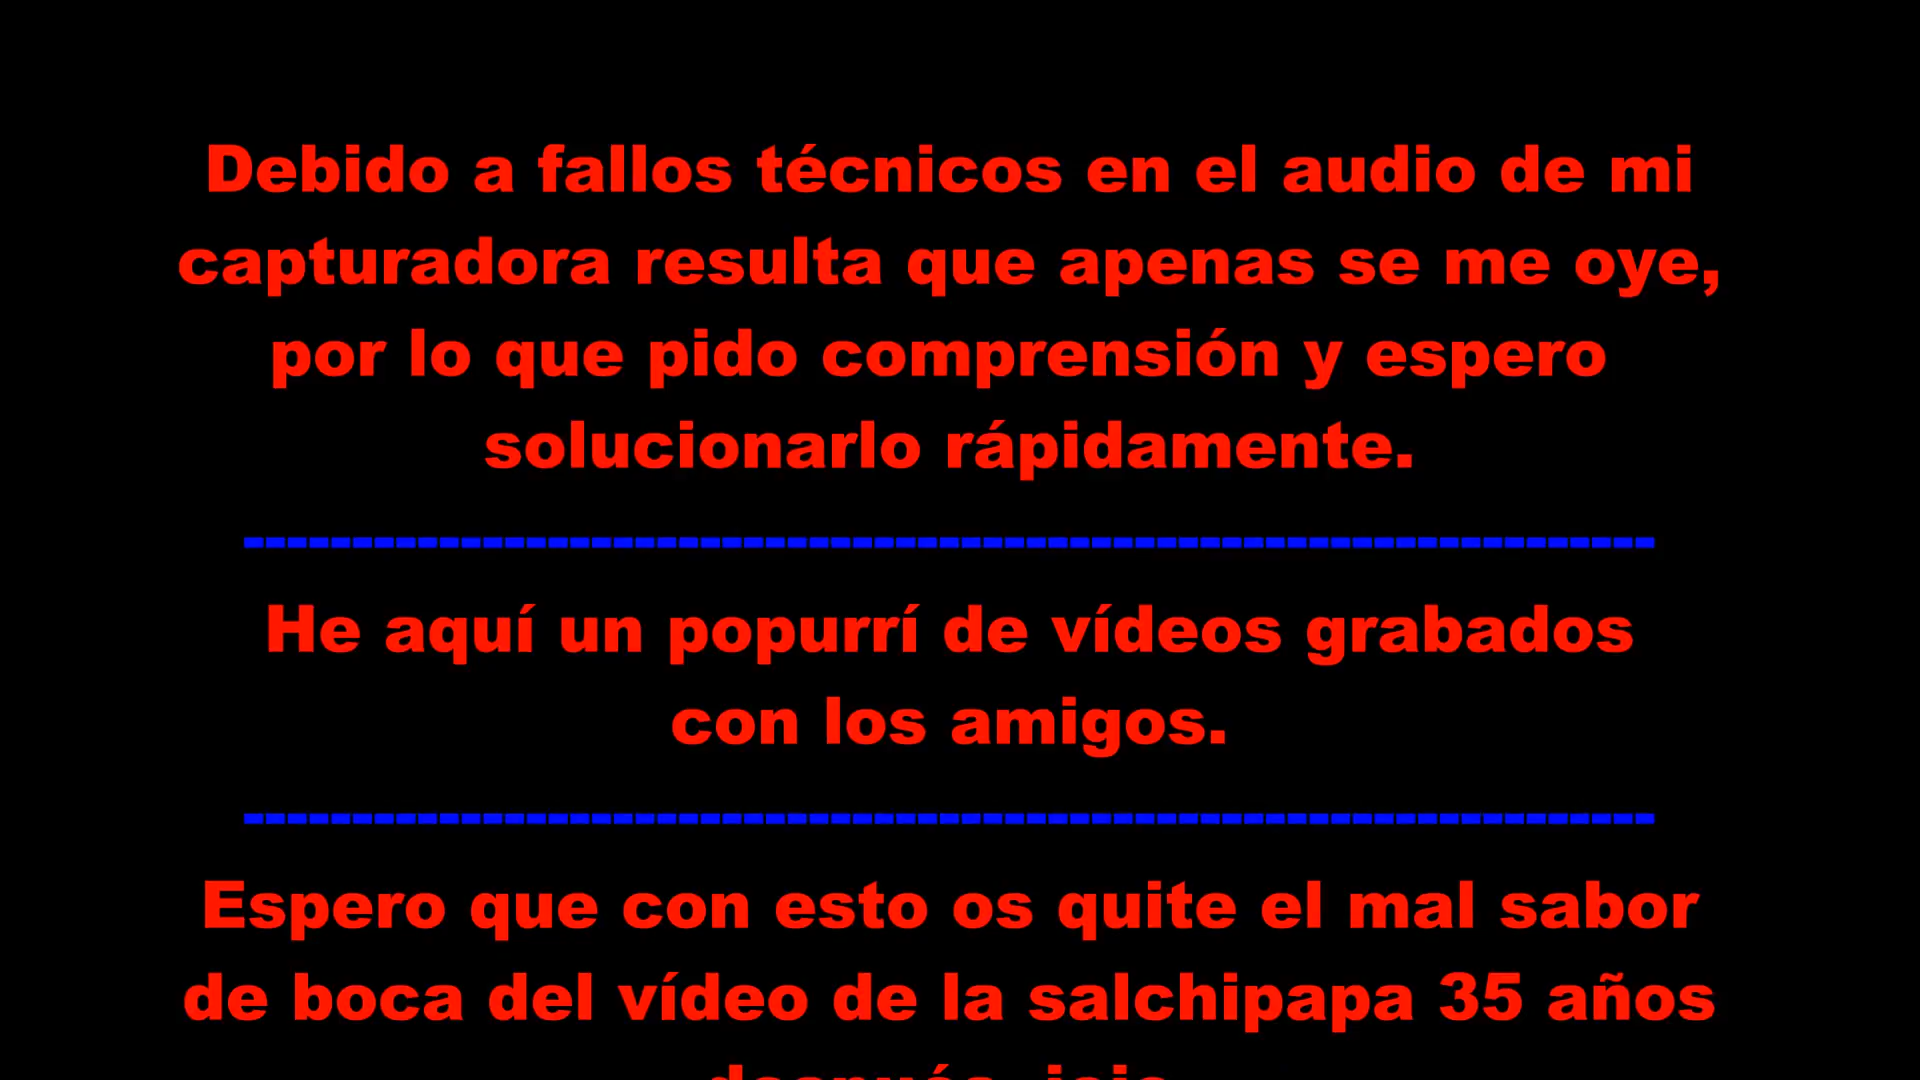 Debido a fallos técnicos en el audio de mi
capturadora resulta que apenas se me oye,
por lo que pido comprensión y espero
solucionarlo rápidamente.
-----------------------------------------------------------------
He aquí un popurrí de vídeos grabados
con los amigos.
-----------------------------------------------------------------
Espero que con esto os quite el mal sabor
de boca del vídeo de la salchipapa 35 años
después, jaja